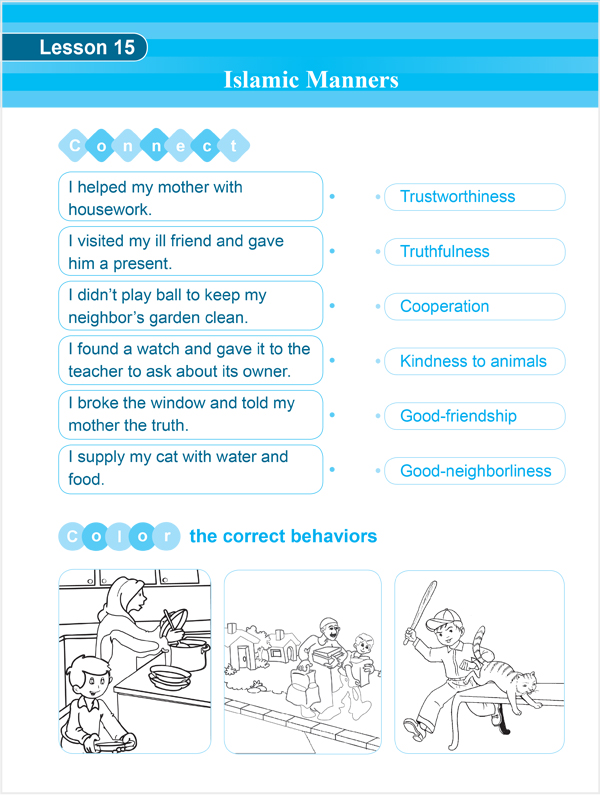 Lesson 15
Islamic Manners
Connect
I helped my mother with
housework.
Trustworthiness
I visited my ill friend and gave
him a present.
Truthfulness
I didn’t play ball to keep my
neighbor’s garden clean.
Cooperation
I found a watch and gave it to the
teacher to ask about its owner.
Kindness to animals
I broke the window and told my
mother the truth.
Good-friendship
I supply my cat with water and
food.
Good-neighborliness
Color the correct behaviors